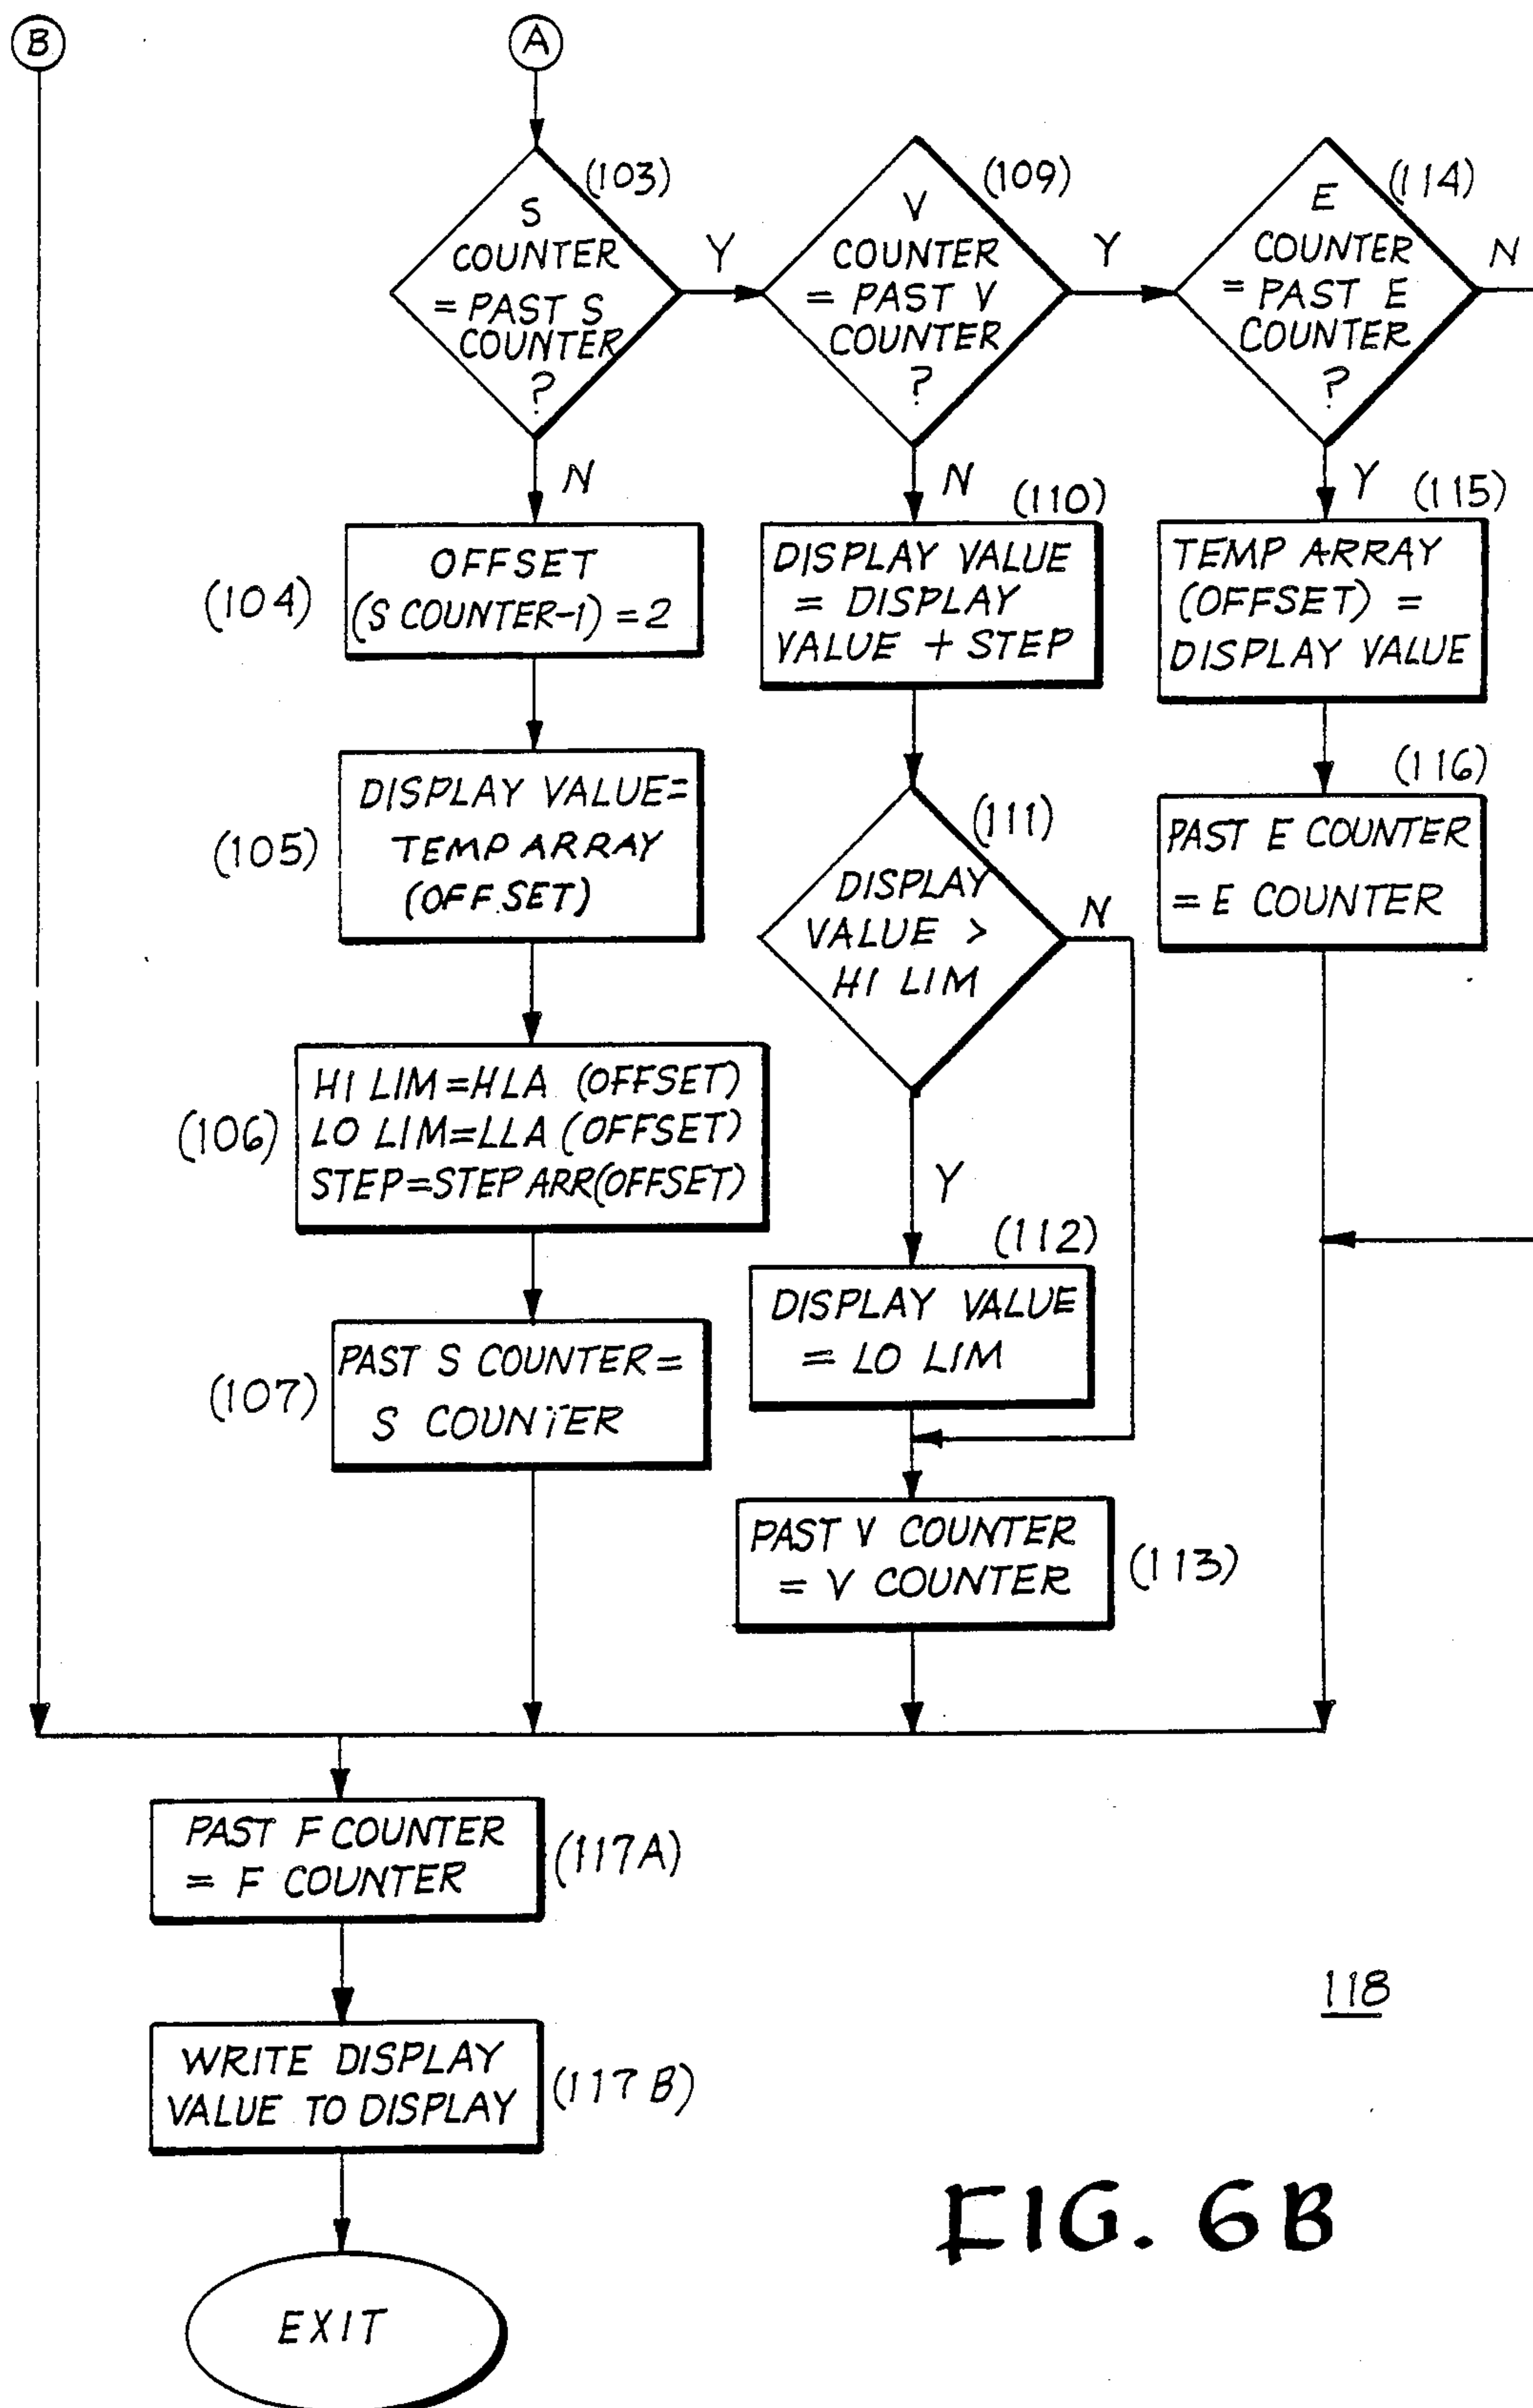 B
A
(103)
S
COUNTER
= PAST S
COUNTER
?
Y
N
(109)
V
COUNTER
= PAST V
COUNTER
?
Y
N
(114)
E
COUNTER
= PAST E
COUNTER
?
N
Y
(104)
OFFSET
(S COUNTER-1) = 2
(110)
DISPLAY VALUE
= DISPLAY
VALUE + STEP
(115)
TEMP ARRAY
(OFFSET) =
DISPLAY VALUE
(105)
DISPLAY VALUE=
TEMP ARRAY
(OFF.SET)
(111)
DISPLAY
VALUE >
HI LIM
N
Y
(116)
PAST E COUNTER
= E COUNTER
(106)
HI LIM=HLA (OFFSET)
LO LIM=LLA (OFFSET)
STEP=STEP ARR(OFFSET)
(112)
DISPLAY VALUE
= LO LIM
(107)
PAST S COUNTER=
S COUNTER
PAST V COUNTER
= V COUNTER
(113)
PAST F COUNTER
= F COUNTER
(117A)
WRITE DISPLAY
VALUE TO DISPLAY
(117B)
118
EXIT
FIG. 6B